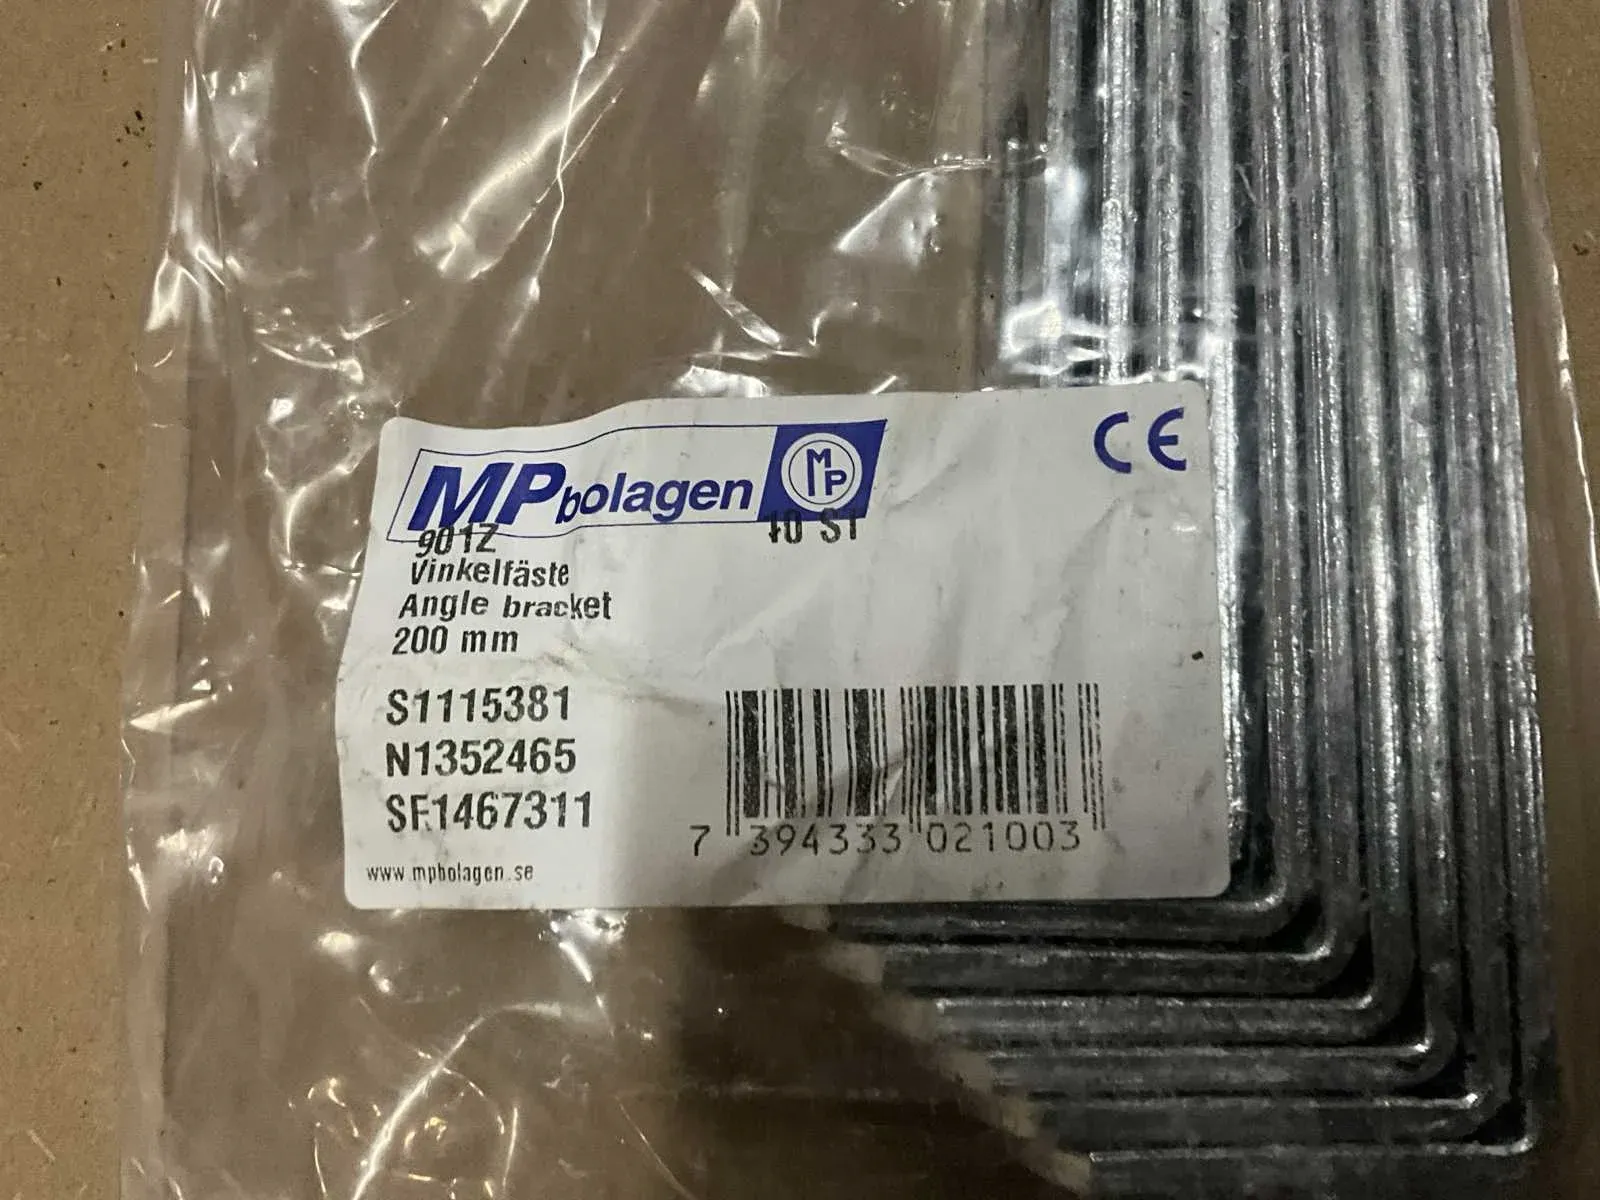 MPbolagen MP
CE
901Z 10 ST
Vinkelfäste
Angle bracket
200 mm
S1115381
N1352465
SF1467311
7 394333 021003
www.mpbolagen.se